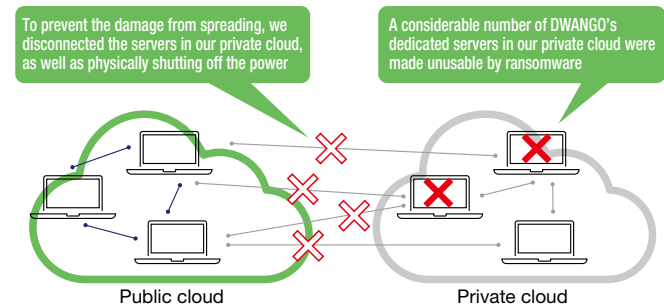 To prevent the damage from spreading, we
disconnected the servers in our private cloud,
as well as physically shutting off the power
A considerable number of DWANGO's
dedicated servers in our private cloud were
made unusable by ransomware
Public cloud
Private cloud